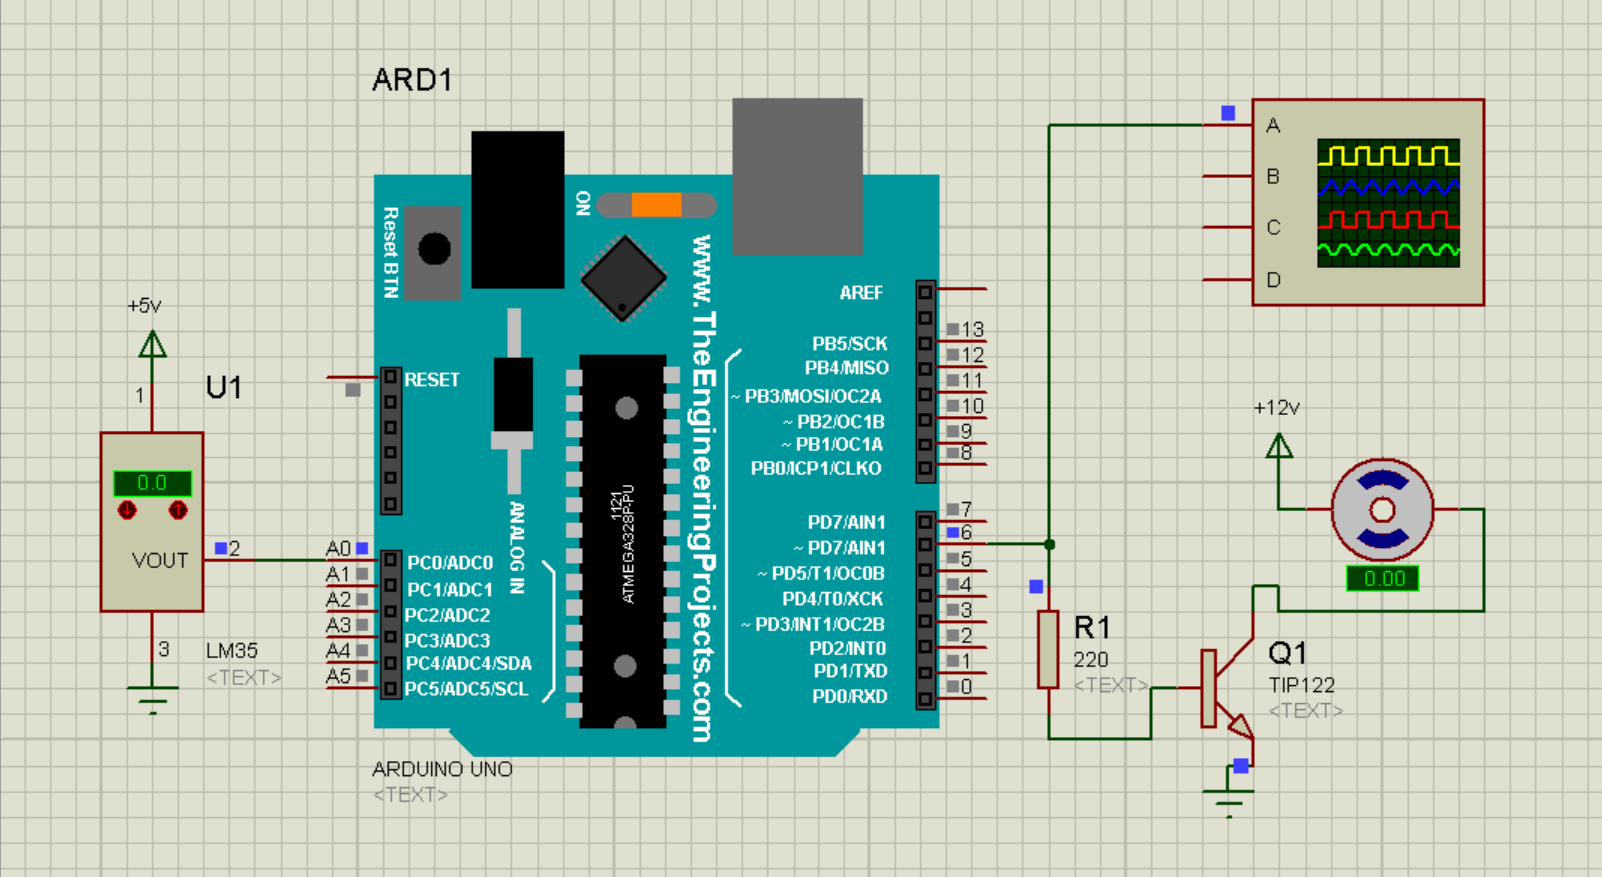 ARD1
Reset BTN
ON
www.TheEngineeringProjects.com
AREF
PB5/SCK
13
PB4/MISO
12
~ PB3/MOSI/OC2A
11
~ PB2/OC1B
10
~ PB1/OC1A
9
PB0/ICP1/CLKO
8
PD7/AIN1
7
~ PD7/AIN1
6
~ PD5/T1/OC0B
5
PD4/T0/XCK
4
~ PD3/INT1/OC2B
3
PD2/INT0
2
PD1/TXD
1
PD0/RXD
0
RESET
ANALOG IN
ATMEGA328P-PU
1121
A0
PC0/ADC0
A1
PC1/ADC1
A2
PC2/ADC2
A3
PC3/ADC3
A4
PC4/ADC4/SDA
A5
PC5/ADC5/SCL
ARDUINO UNO
<TEXT>
+5v
1
U1
0.0
VOUT
2
3
LM35
<TEXT>
A
B
C
D
+12v
0.00
R1
220
<TEXT>
Q1
TIP122
<TEXT>